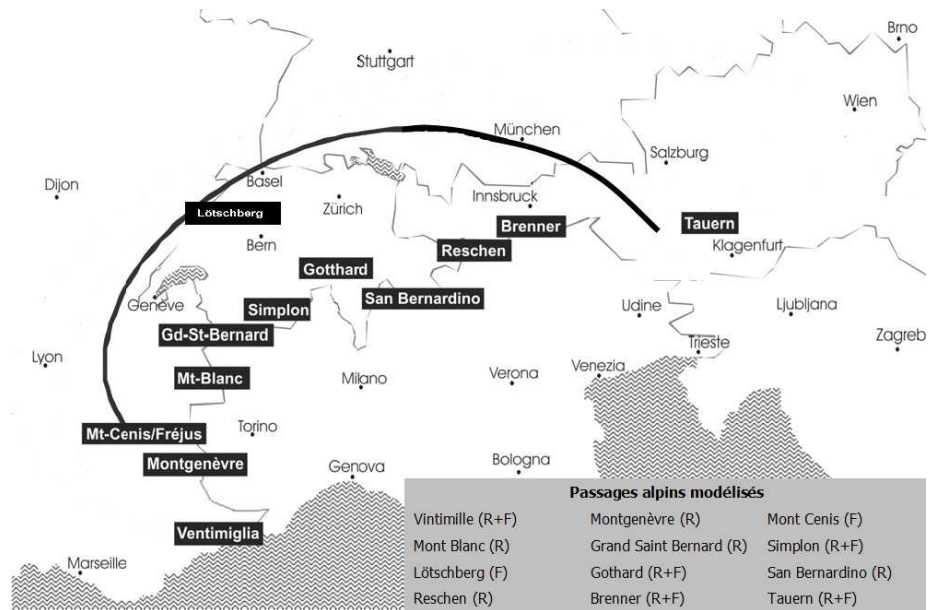 Brno
Stuttgart
Wien
München
Salzburg
Basel
Dijon
Zürich
Innsbruck
Lötschberg
Brenner
Tauern
Bern
Reschen
Klagenfurt
Gotthard
San Bernardino
Genève
Simplon
Udine
Ljubljana
Gd-St-Bernard
Trieste
Zagreb
Lyon
Mt-Blanc
Milano
Verona
Venezia
Mt-Cenis/Fréjus
Torino
Montgenèvre
Genova
Bologna
Ventimiglia
Marseille
Passages alpins modélisés
Vintimille (R+F) Montgenèvre (R) Mont Cenis (F)
Mont Blanc (R) Grand Saint Bernard (R) Simplon (R+F)
Lötschberg (F) Gothard (R+F) San Bernardino (R)
Reschen (R) Brenner (R+F) Tauern (R+F)